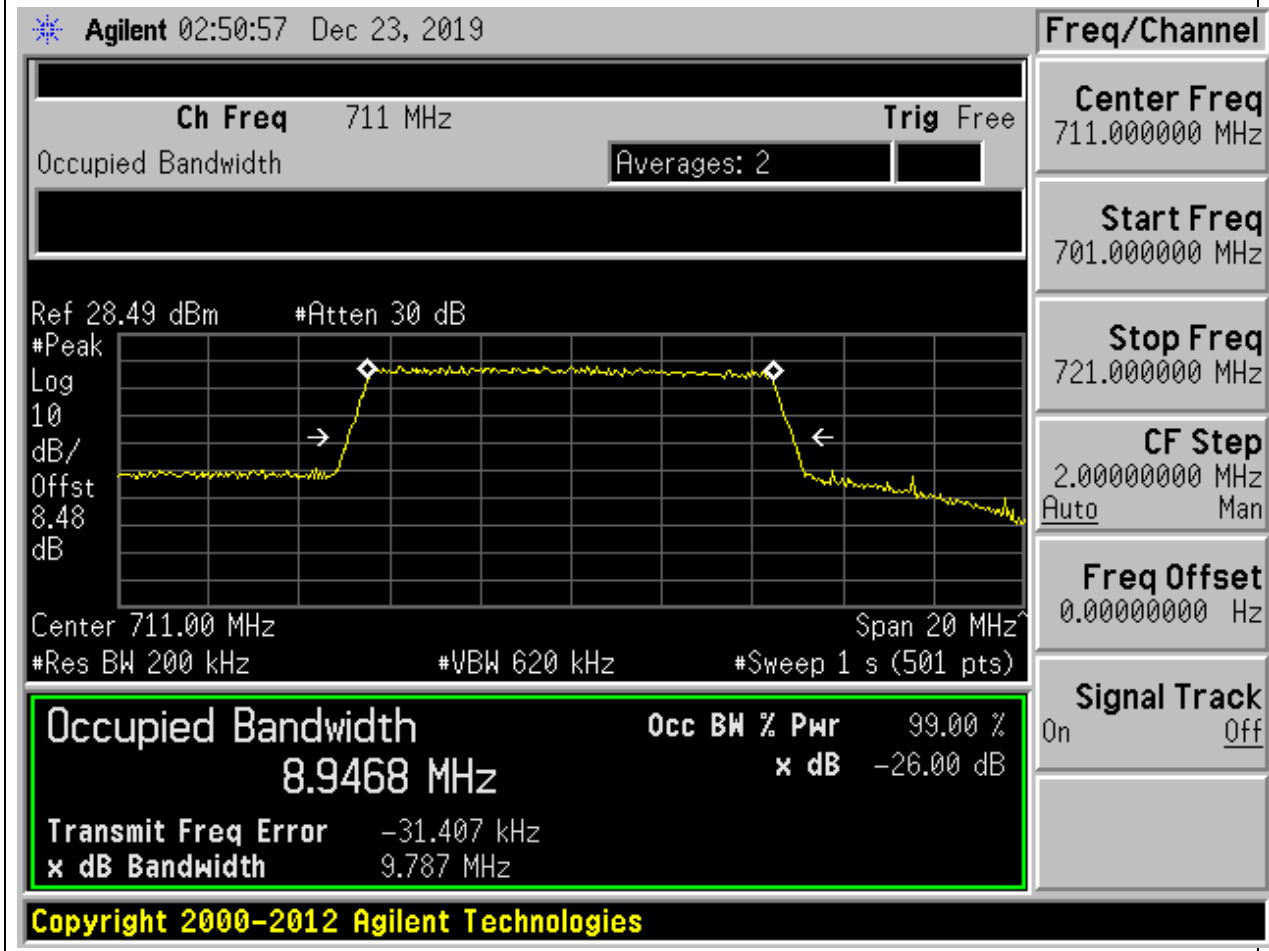 Agilent 02:50:57 Dec 23, 2019
Freq/Channel
Ch Freq 711 MHz Trig Free
Occupied Bandwidth Averages: 2
Ref 28.49 dBm #Atten 30 dB
#Peak
Log
10
dB/
Offst
8.48
dB
Center 711.00 MHz Span 20 MHz^
#Res BW 200 kHz #VBW 620 kHz #Sweep 1 s (501 pts)
Occupied Bandwidth
8.9468 MHz
Occ BW % Pwr 99.00 %
x dB -26.00 dB
Transmit Freq Error -31.407 kHz
x dB Bandwidth 9.787 MHz
Center Freq
711.000000 MHz
Start Freq
701.000000 MHz
Stop Freq
721.000000 MHz
CF Step
2.00000000 MHz
Auto Man
Freq Offset
0.00000000 Hz
Signal Track
On Off
Copyright 2000-2012 Agilent Technologies